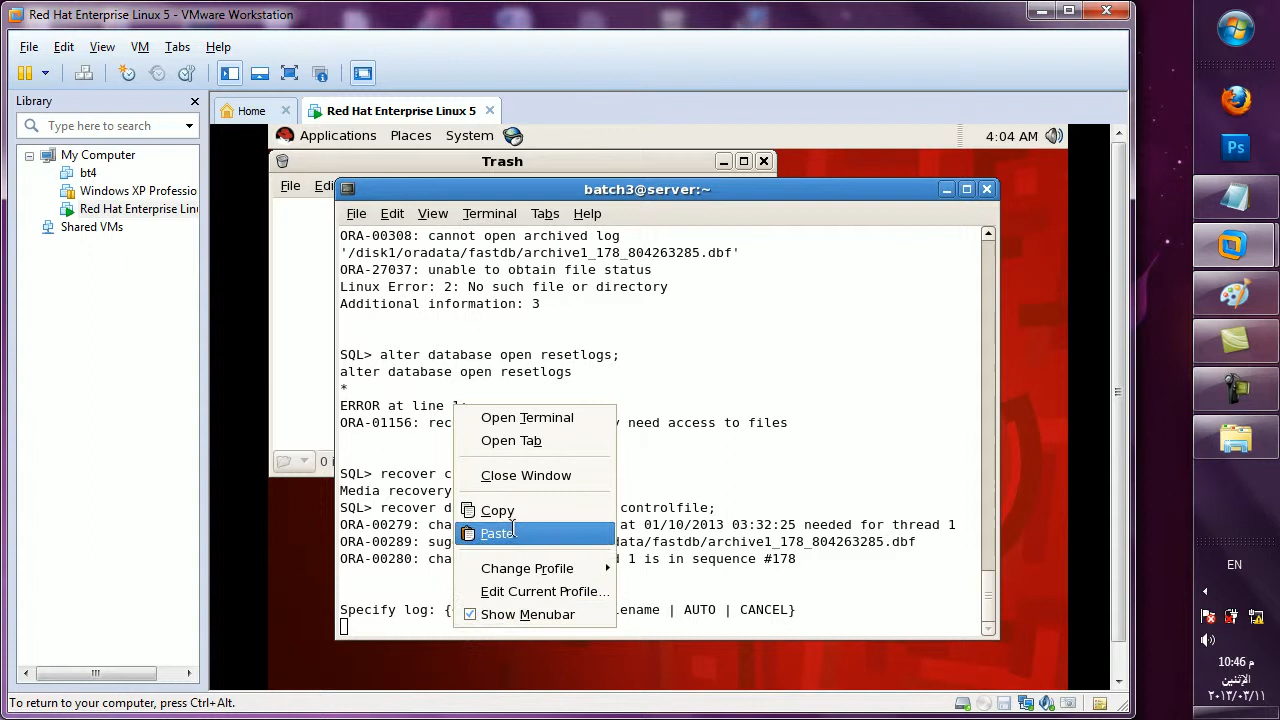 Red Hat Enterprise Linux 5 - VMware Workstation
File Edit View VM Tabs Help
Library
Type here to search
My Computer
bt4
Windows XP Professio
Red Hat Enterprise Lin
Shared VMs
Home
Red Hat Enterprise Linux 5
Applications Places System
4:04 AM
Trash
File
batch3@server:~
File Edit View Terminal Tabs Help
ORA-00308: cannot open archived log
'/disk1/oradata/fastdb/archive1_178_804263285.dbf'
ORA-27037: unable to obtain file status
Linux Error: 2: No such file or directory
Additional information: 3
SQL> alter database open resetlogs;
alter database open resetlogs
*
ERROR at line 1:
ORA-01156: rec y need access to files
SQL> recover c
Media recovery
SQL> recover d controlfile;
ORA-00279: cha at 01/10/2013 03:32:25 needed for thread 1
ORA-00289: sug data/fastdb/archive1_178_804263285.dbf
ORA-00280: cha d 1 is in sequence #178
Specify log: { lename | AUTO | CANCEL}
Open Terminal
Open Tab
Close Window
Copy
Paste
Change Profile
Edit Current Profile...
Show Menubar
To return to your computer, press Ctrl+Alt.
Ps
EN
10:46 م
الإثنين
٢٠١٣/٠٣/١١